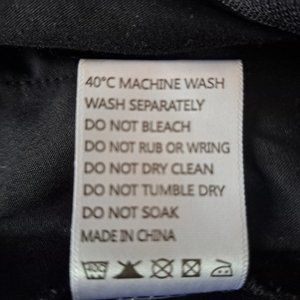 40°C MACHINE WASH
WASH SEPARATELY
DO NOT BLEACH
DO NOT RUB OR WRING
DO NOT DRY CLEAN
DO NOT TUMBLE DRY
DO NOT SOAK
MADE IN CHINA